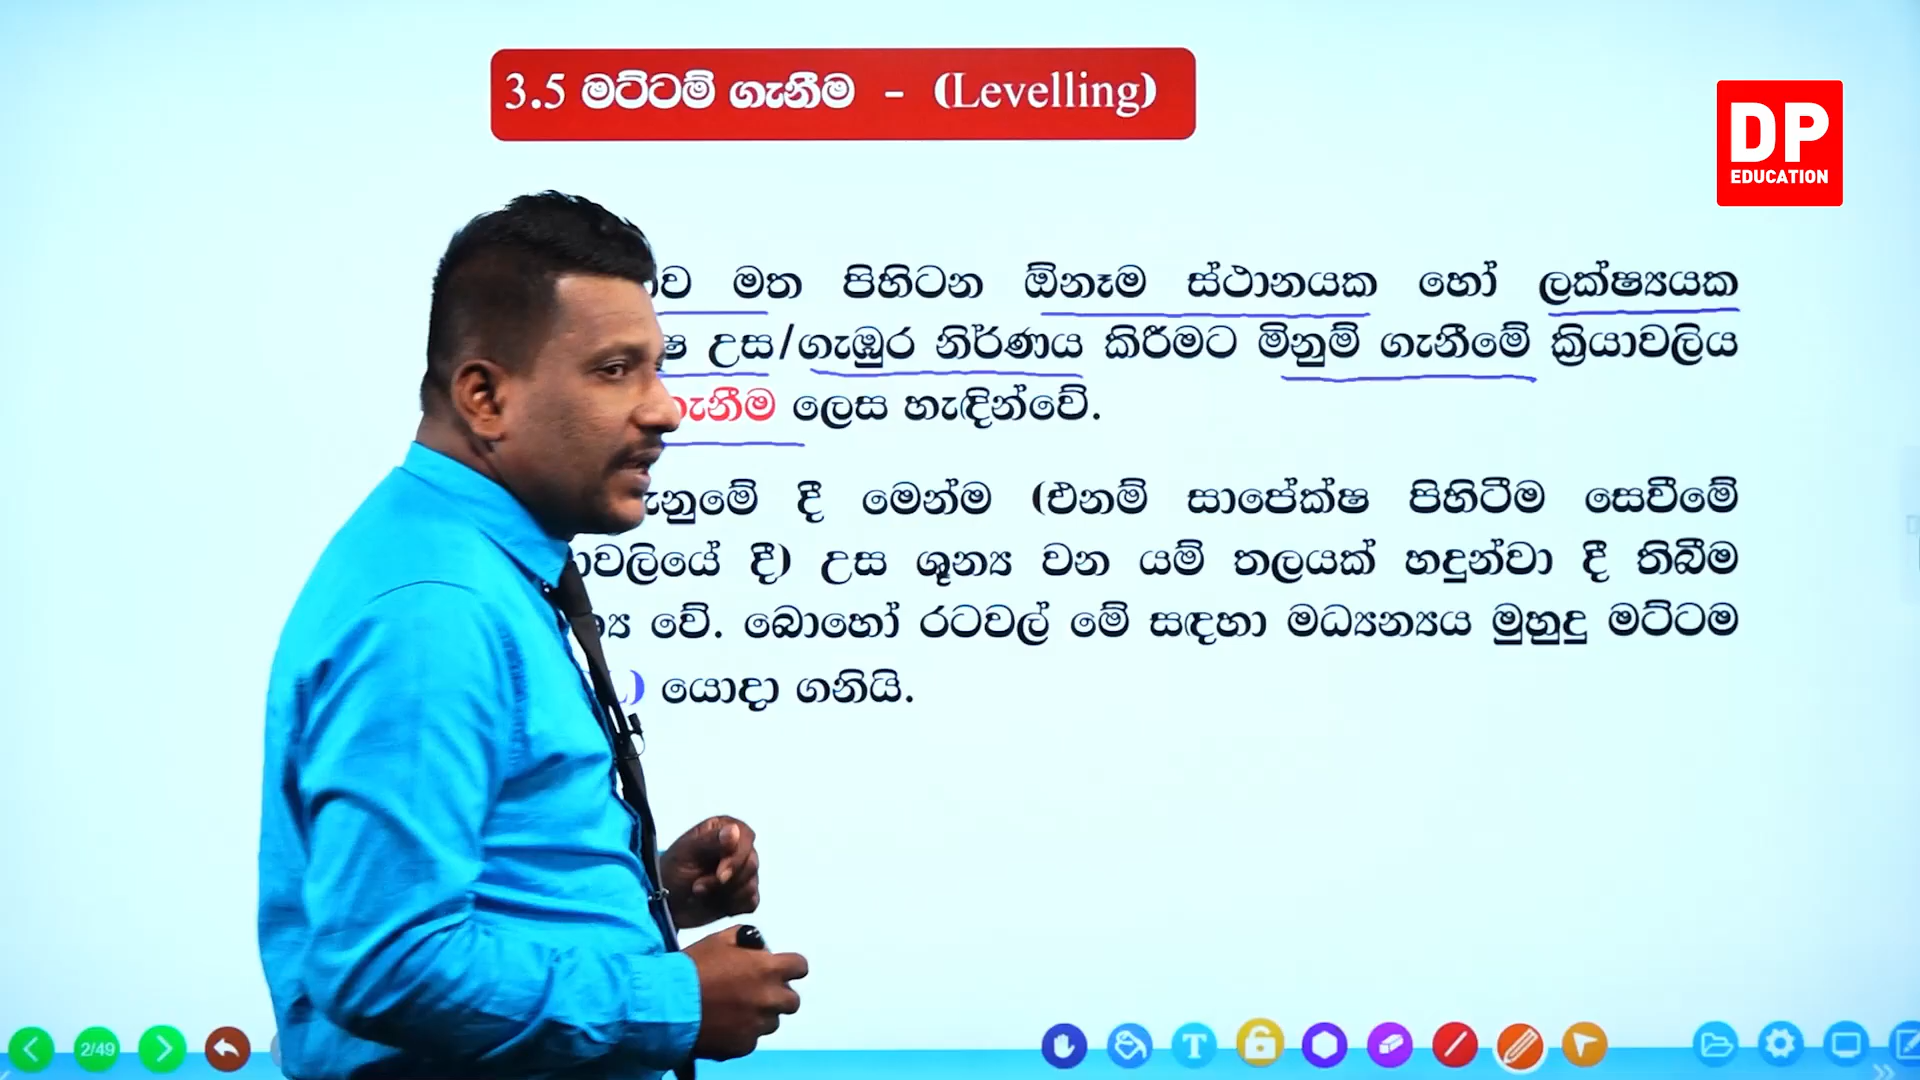 3.5 මට්ටම් ගැනීම - (Levelling)
DP
EDUCATION
මත පිහිටන ඕනෑම ස්ථානයක හෝ ලක්ෂ්‍යයක
උස/ගැඹුර නිර්ණය කිරීමට මිනුම් ගැනීමේ ක්‍රියාවලිය
ලෙස හැඳින්වේ.
දී මෙන්ම (එනම් සාපේක්ෂ පිහිටීම සෙවීමේ
දී) උස ශූන්‍ය වන යම් තලයක් හඳුන්වා දී තිබීම
වේ. බොහෝ රටවල් මේ සඳහා මධ්‍යන්‍යය මුහුදු මට්ටම
යොදා ගනියි.
2/49